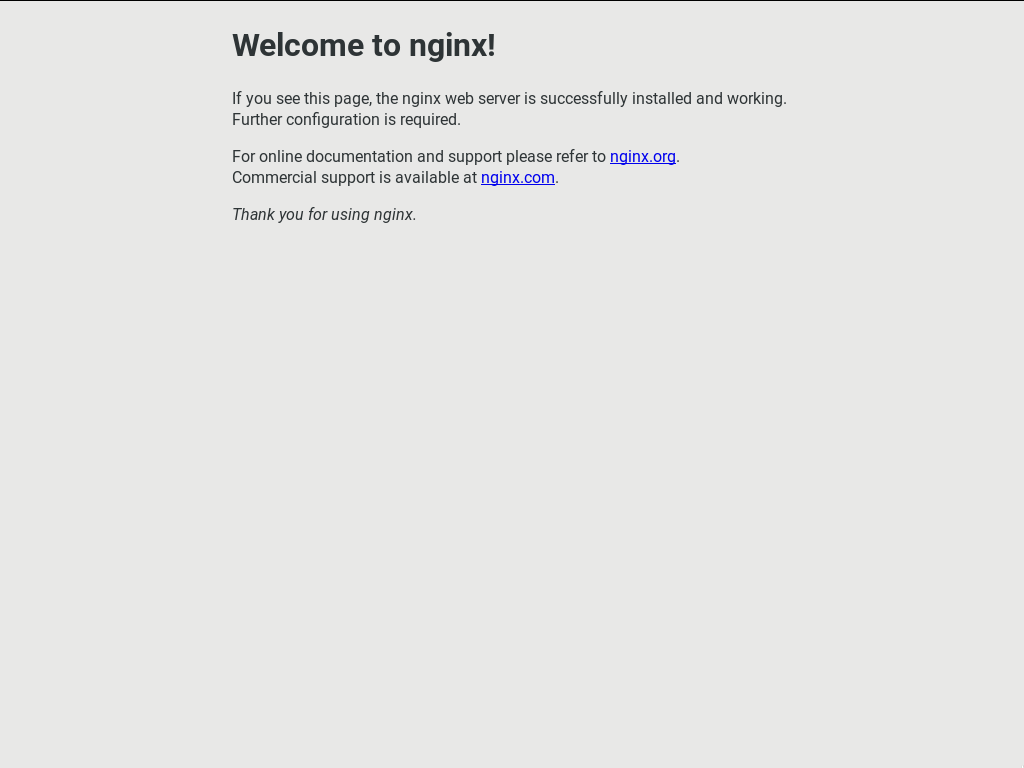 Welcome to nginx!
If you see this page, the nginx web server is successfully installed and working.
Further configuration is required.
For online documentation and support please refer to nginx.org.
Commercial support is available at nginx.com.
Thank you for using nginx.